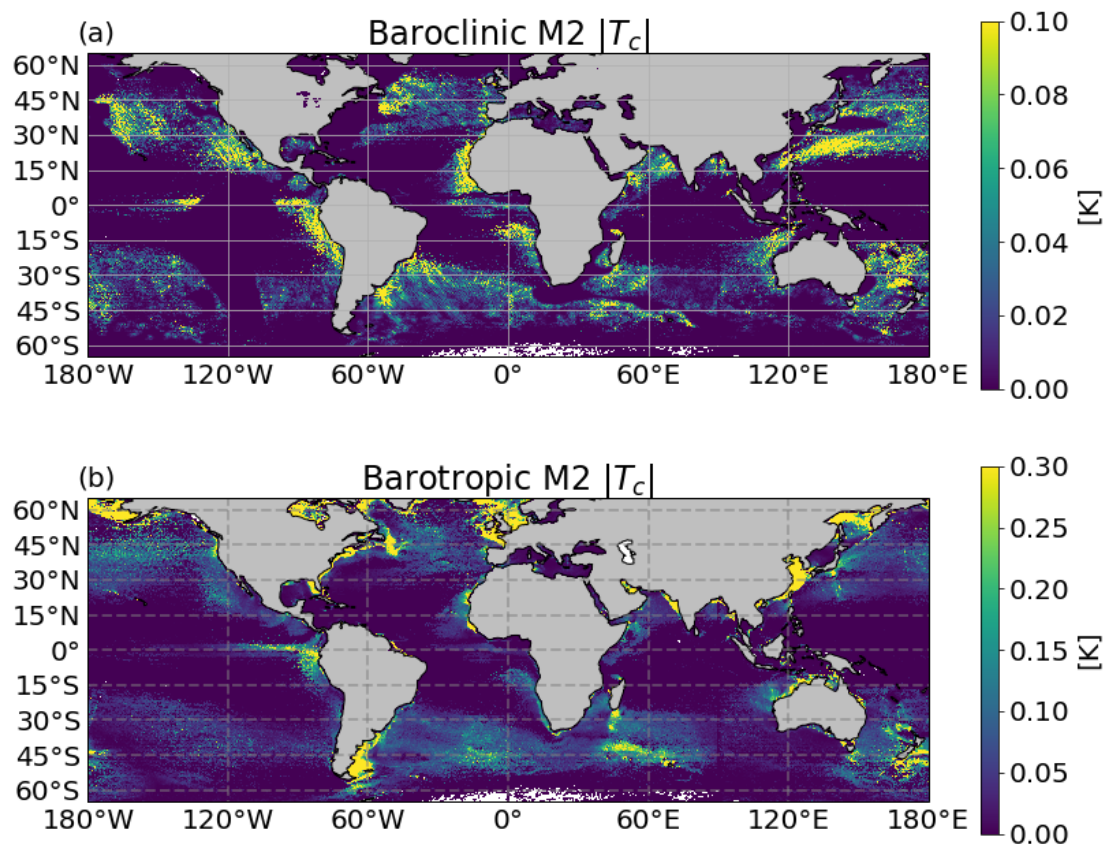 (a) Baroclinic M2 |T_c|
60°N
45°N
30°N
15°N
0°
15°S
30°S
45°S
60°S
180°W 120°W 60°W 0° 60°E 120°E 180°E
0.10
0.08
0.06
0.04
0.02
0.00
[K]
(b) Barotropic M2 |T_c|
60°N
45°N
30°N
15°N
0°
15°S
30°S
45°S
60°S
180°W 120°W 60°W 0° 60°E 120°E 180°E
0.30
0.25
0.20
0.15
0.10
0.05
0.00
[K]